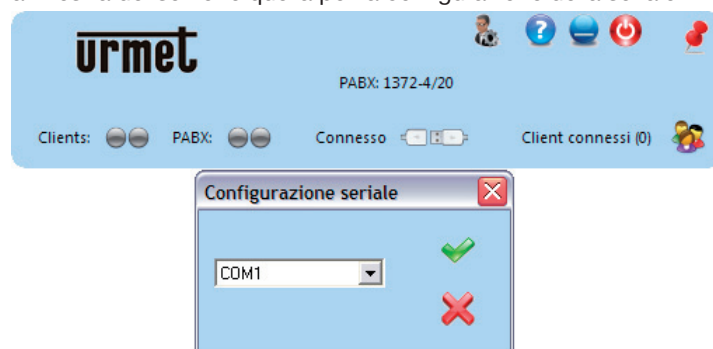 urmet
PABX: 1372-4/20
Clients: PABX: Connesso Client connessi (0)
Configurazione seriale
COM1